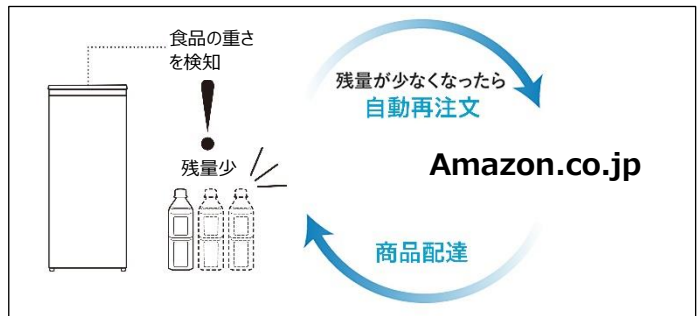 食品の重さ
を検知
残量少
残量が少なくなったら
自動再注文
Amazon.co.jp
商品配達